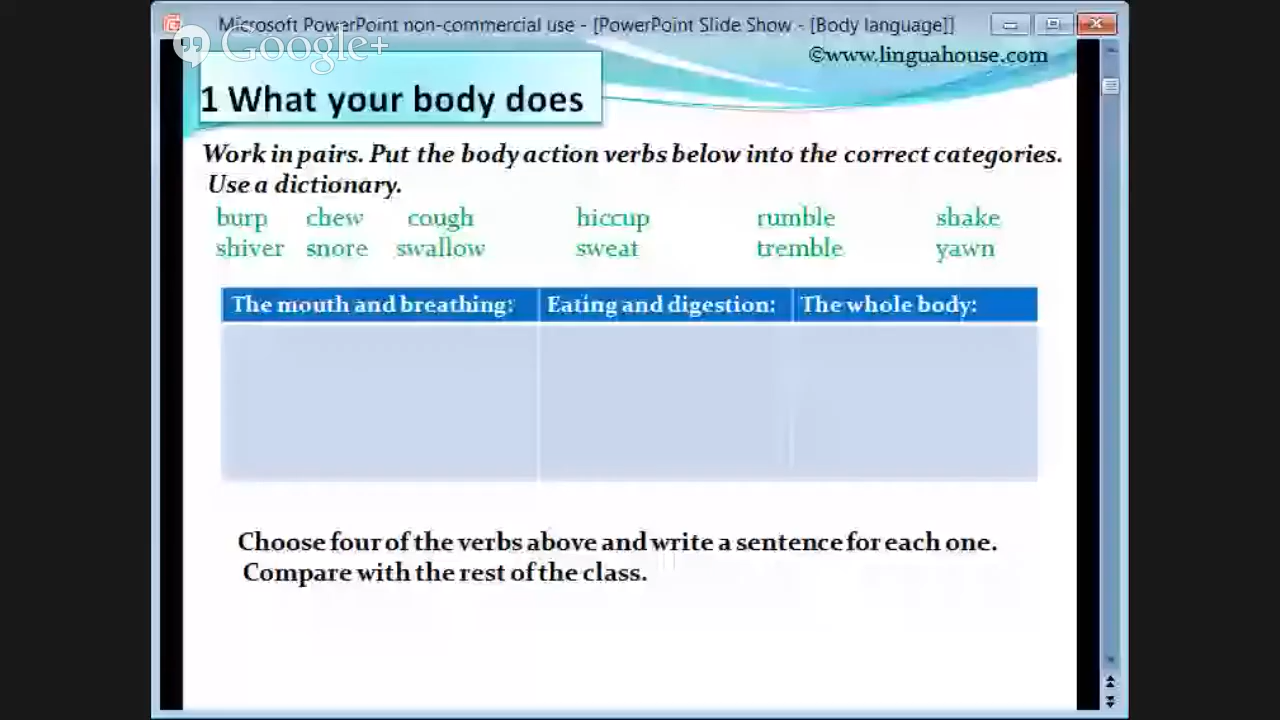 Microsoft PowerPoint non-commercial use - [PowerPoint Slide Show - [Body language]]
Google+
©www.linguahouse.com
1 What your body does
Work in pairs. Put the body action verbs below into the correct categories.
Use a dictionary.
burp chew cough hiccup rumble shake
shiver snore swallow sweat tremble yawn
The mouth and breathing: Eating and digestion: The whole body:
Choose four of the verbs above and write a sentence for each one.
Compare with the rest of the class.